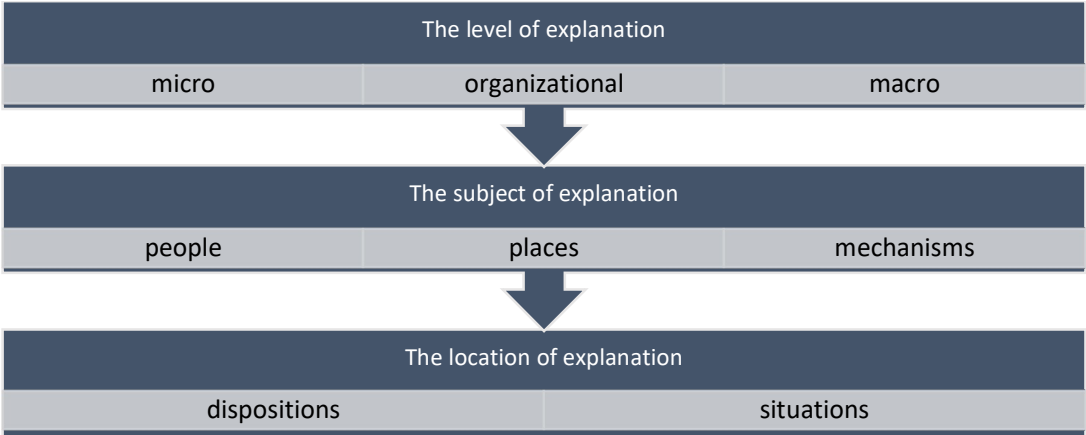 The level of explanation
micro organizational macro
The subject of explanation
people places mechanisms
The location of explanation
dispositions situations